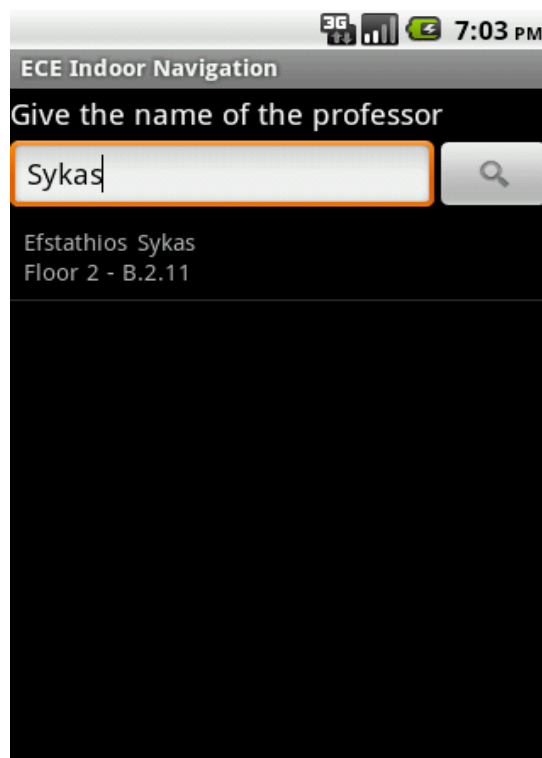 3G 7:03 PM
ECE Indoor Navigation
Give the name of the professor
Sykas
Efstathios Sykas
Floor 2 - B.2.11